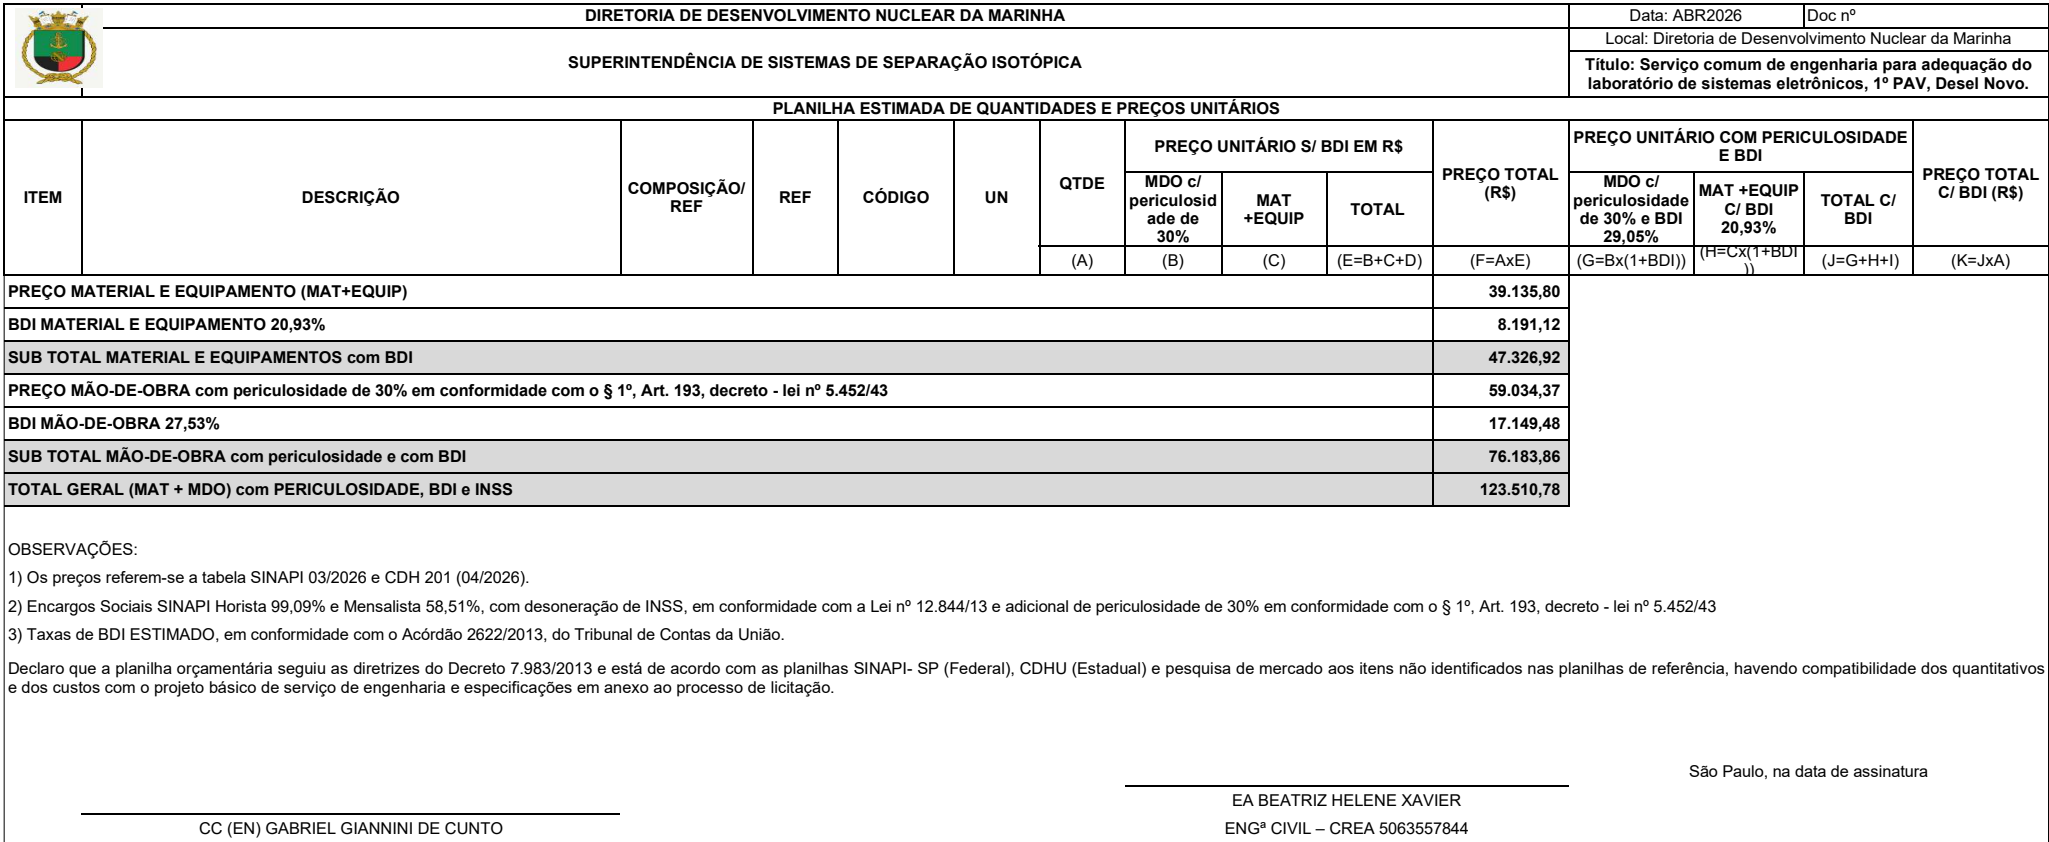 DIRETORIA DE DESENVOLVIMENTO NUCLEAR DA MARINHA
Data: ABR2026
Doc nº
SUPERINTENDÊNCIA DE SISTEMAS DE SEPARAÇÃO ISOTÓPICA
Local: Diretoria de Desenvolvimento Nuclear da Marinha
Título: Serviço comum de engenharia para adequação do
laboratório de sistemas eletrônicos, 1º PAV, Desel Novo.
PLANILHA ESTIMADA DE QUANTIDADES E PREÇOS UNITÁRIOS
ITEM
DESCRIÇÃO
COMPOSIÇÃO/
REF
REF
CÓDIGO
UN
QTDE
PREÇO UNITÁRIO S/ BDI EM R$
MDO c/
periculosid
ade de
30%
MAT
+EQUIP
TOTAL
PREÇO TOTAL
(R$)
PREÇO UNITÁRIO COM PERICULOSIDADE
E BDI
MDO c/
periculosidade
de 30% e BDI
29,05%
MAT +EQUIP
C/ BDI
20,93%
TOTAL C/
BDI
PREÇO TOTAL
C/ BDI (R$)
(A)
(B)
(C)
(E=B+C+D)
(F=AxE)
(G=Bx(1+BDI))
(H=Cx(1+BDI
))
(J=G+H+I)
(K=JxA)
PREÇO MATERIAL E EQUIPAMENTO (MAT+EQUIP) 39.135,80
BDI MATERIAL E EQUIPAMENTO 20,93% 8.191,12
SUB TOTAL MATERIAL E EQUIPAMENTOS com BDI 47.326,92
PREÇO MÃO-DE-OBRA com periculosidade de 30% em conformidade com o § 1º, Art. 193, decreto - lei nº 5.452/43 59.034,37
BDI MÃO-DE-OBRA 27,53% 17.149,48
SUB TOTAL MÃO-DE-OBRA com periculosidade e com BDI 76.183,86
TOTAL GERAL (MAT + MDO) com PERICULOSIDADE, BDI e INSS 123.510,78
OBSERVAÇÕES:
1) Os preços referem-se a tabela SINAPI 03/2026 e CDH 201 (04/2026).
2) Encargos Sociais SINAPI Horista 99,09% e Mensalista 58,51%, com desoneração de INSS, em conformidade com a Lei nº 12.844/13 e adicional de periculosidade de 30% em conformidade com o § 1º, Art. 193, decreto - lei nº 5.452/43
3) Taxas de BDI ESTIMADO, em conformidade com o Acórdão 2622/2013, do Tribunal de Contas da União.
Declaro que a planilha orçamentária seguiu as diretrizes do Decreto 7.983/2013 e está de acordo com as planilhas SINAPI- SP (Federal), CDHU (Estadual) e pesquisa de mercado aos itens não identificados nas planilhas de referência, havendo compatibilidade dos quantitativos
e dos custos com o projeto básico de serviço de engenharia e especificações em anexo ao processo de licitação.
São Paulo, na data de assinatura
EA BEATRIZ HELENE XAVIER
CC (EN) GABRIEL GIANNINI DE CUNTO
ENGª CIVIL – CREA 5063557844